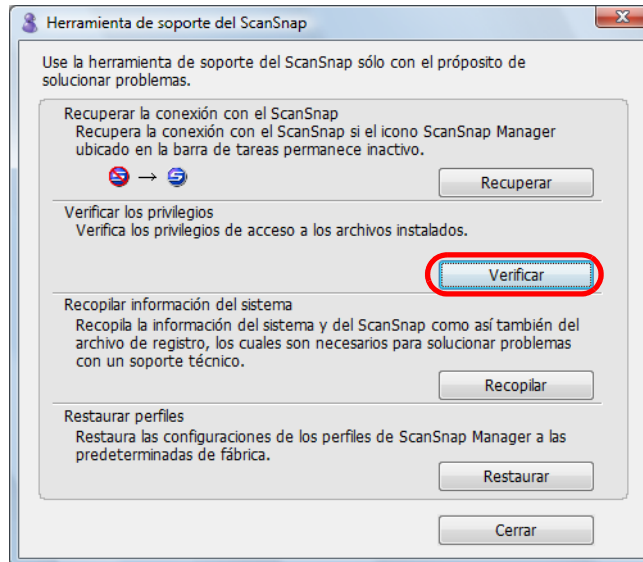 Herramienta de soporte del ScanSnap
Use la herramienta de soporte del ScanSnap sólo con el própósito de
solucionar problemas.
Recuperar la conexión con el ScanSnap
Recupera la conexión con el ScanSnap si el icono ScanSnap Manager
ubicado en la barra de tareas permanece inactivo.
→
Recuperar
Verificar los privilegios
Verifica los privilegios de acceso a los archivos instalados.
Verificar
Recopilar información del sistema
Recopila la información del sistema y del ScanSnap como así también del
archivo de registro, los cuales son necesarios para solucionar problemas
con un soporte técnico.
Recopilar
Restaurar perfiles
Restaura las configuraciones de los perfiles de ScanSnap Manager a las
predeterminadas de fábrica.
Restaurar
Cerrar